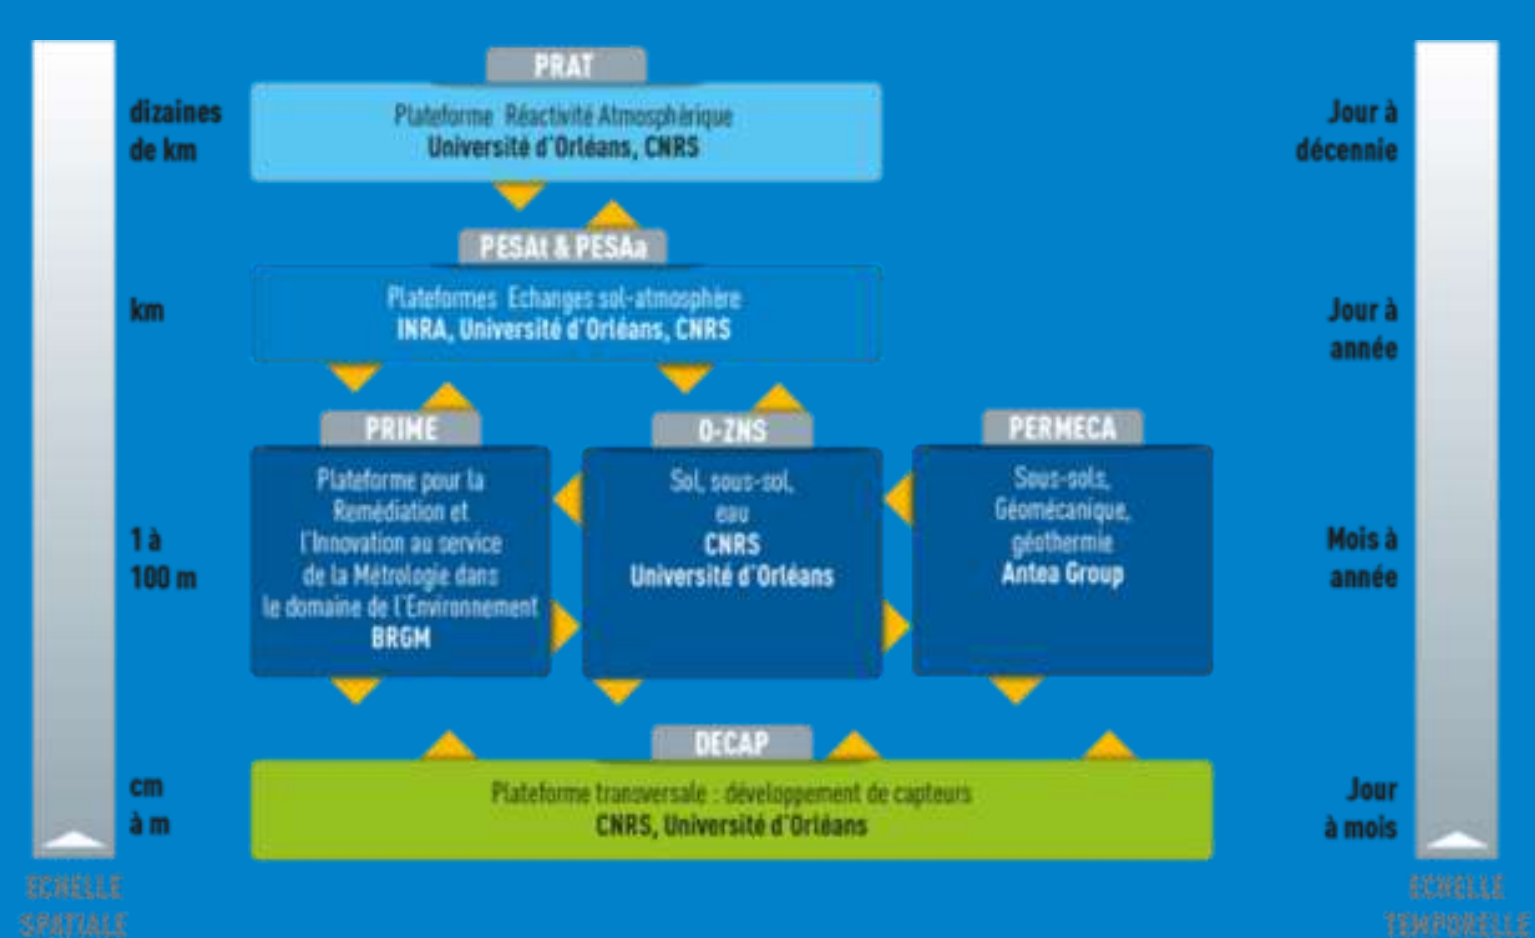 PRAT
dizaines
de km
Plateforme Réactivité Atmosphérique
Université d'Orléans, CNRS
Jour à
décennie
PESAt & PESAa
km
Plateformes Echanges sol-atmosphère
INRA, Université d'Orléans, CNRS
Jour à
année
PRIME
Plateforme pour la
Remédiation et
l'Innovation au service
de la Métrologie dans
le domaine de l'Environnement
BRGM
O-ZNS
Sol, sous-sol,
eau
CNRS
Université d'Orléans
PERMECA
Sous-sols,
Géomécanique,
géothermie
Antea Group
1 à
100 m
Mois à
année
DECAP
cm
à m
Plateforme transversale : développement de capteurs
CNRS, Université d'Orléans
Jour
à mois
ECHELLE
SPATIALE
ECHELLE
TEMPORELLE